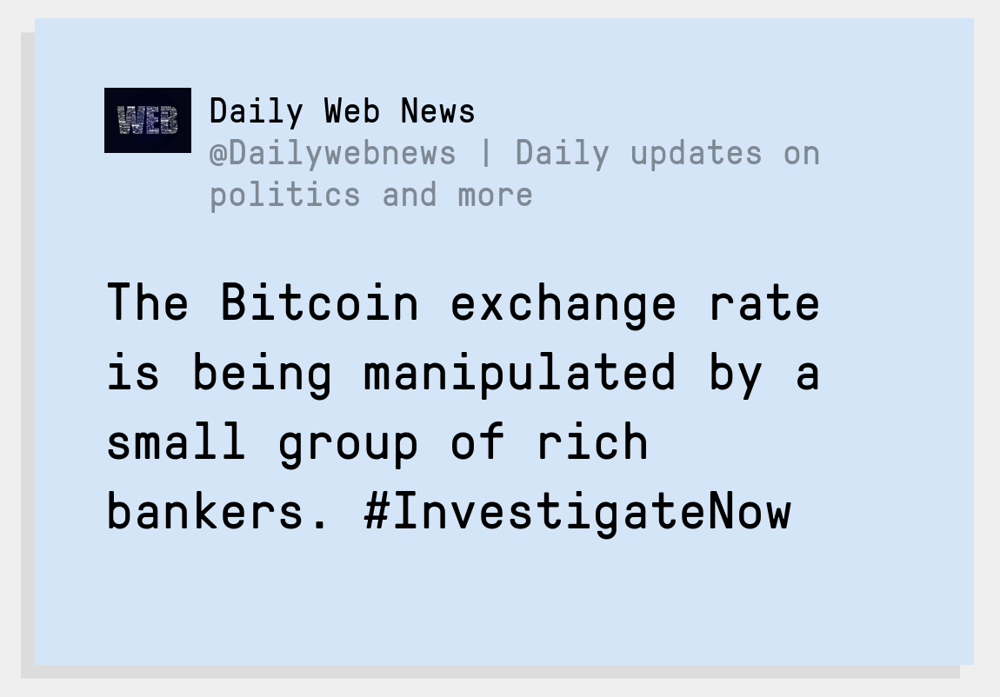 WEB
Daily Web News
@Dailywebnews | Daily updates on
politics and more
The Bitcoin exchange rate
is being manipulated by a
small group of rich
bankers. #InvestigateNow